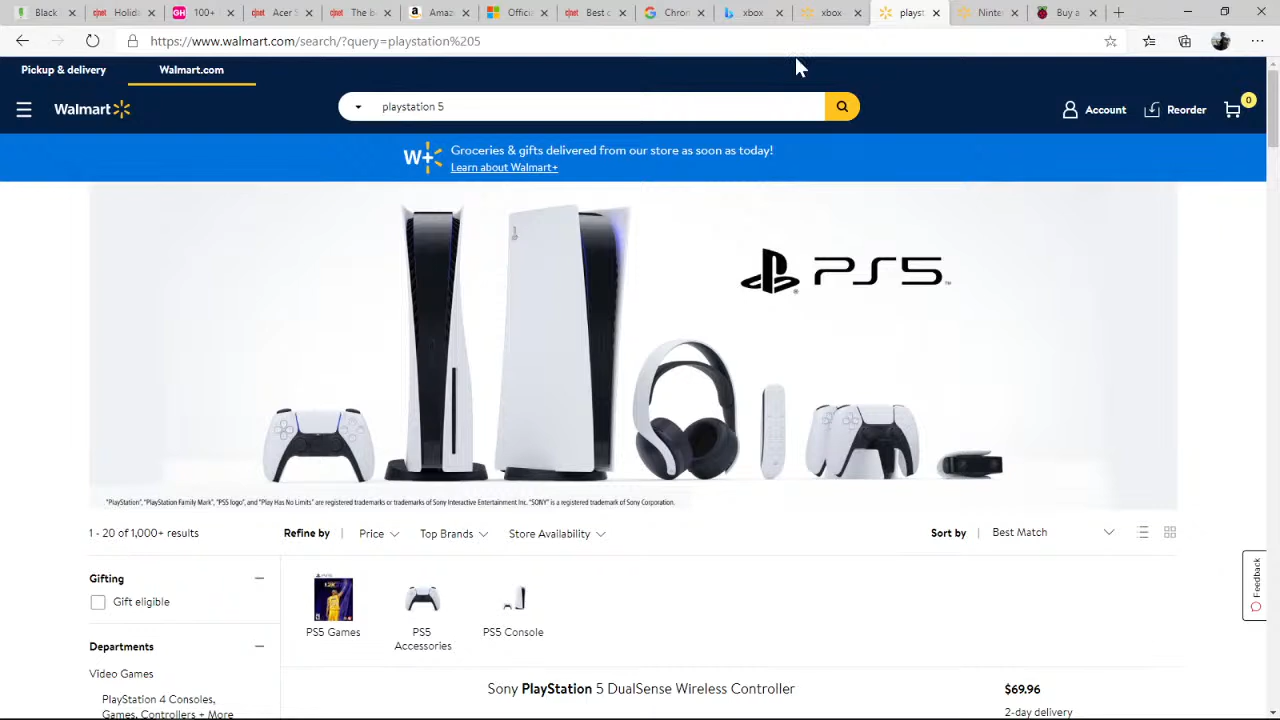 Black
Holid
100+
Acer S
The b
Amaz
Offici
Best c
Chron
xbox
xbox
playst
Ninte
Buy a
https://www.walmart.com/search/?query=playstation%205
Pickup & delivery
Walmart.com
Walmart
playstation 5
Account
Reorder
0
W+
Groceries & gifts delivered from our store as soon as today!
Learn about Walmart+
PS5
"PlayStation", "PlayStation Family Mark", "PS5 logo", and "Play Has No Limits" are registered trademarks or trademarks of Sony Interactive Entertainment Inc. "SONY" is a registered trademark of Sony Corporation.
1 - 20 of 1,000+ results
Refine by
Price
Top Brands
Store Availability
Sort by
Best Match
Gifting
Gift eligible
PS5 Games
PS5
Accessories
PS5 Console
Departments
Video Games
PlayStation 4 Consoles,
Games, Controllers + More
Sony PlayStation 5 DualSense Wireless Controller
$69.96
2-day delivery
Feedback